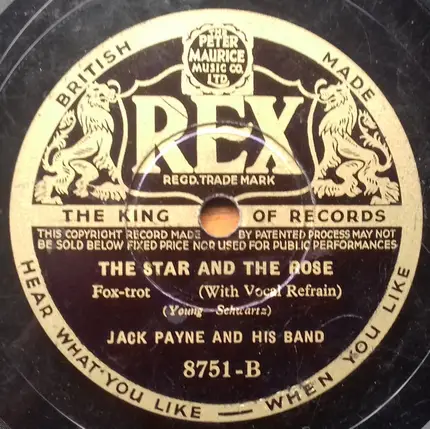 THE
PETER
MAURICE
MUSIC CO.
LTD.
BRITISH MADE
REX
REGD. TRADE MARK
THE KING OF RECORDS
THIS COPYRIGHT RECORD MADE BY PATENTED PROCESS MAY NOT
BE SOLD BELOW FIXED PRICE NOR USED FOR PUBLIC PERFORMANCES
THE STAR AND THE ROSE
Fox-trot (With Vocal Refrain)
(Young - Schwartz)
JACK PAYNE AND HIS BAND
8751-B
HEAR WHAT YOU LIKE — WHEN YOU LIKE